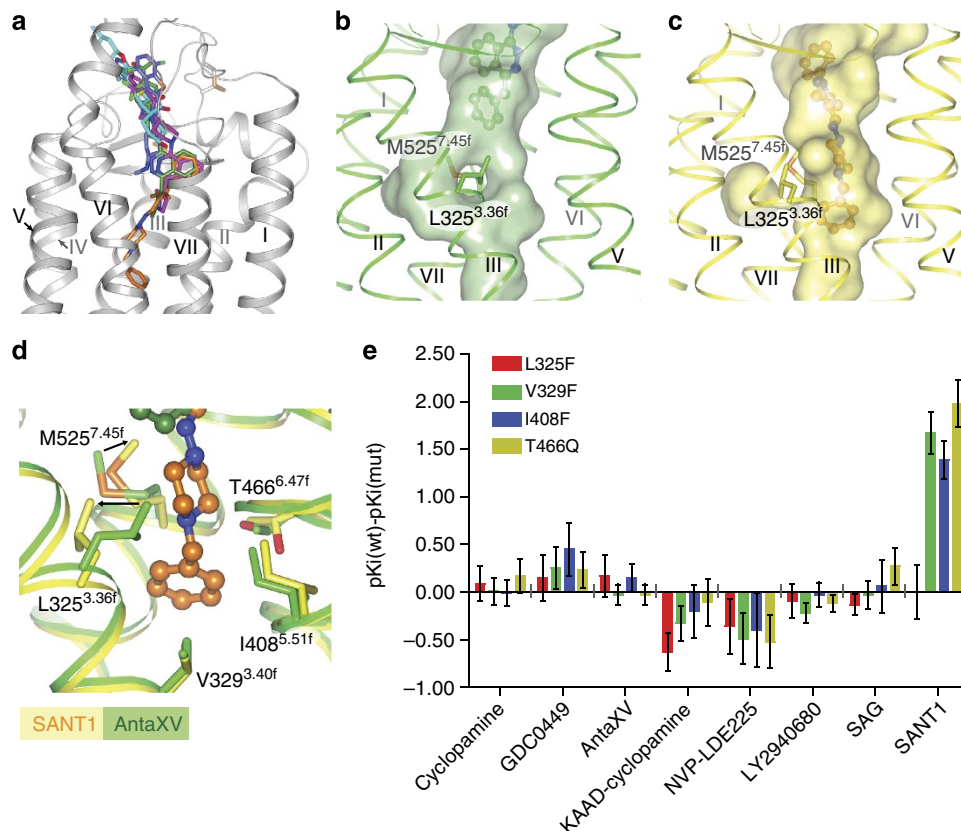 a
V
IV
VI
III
VII
II
I
b
I
M525^7.45f
L325^3.36f
II
VII
III
VI
V
c
I
M525^7.45f
L325^3.36f
II
VII
III
VI
V
d
M525^7.45f
T466^6.47f
L325^3.36f
I408^5.51f
V329^3.40f
SANT1 AntaXV
e
pKi(wt)-pKi(mut)
2.50
2.00
1.50
1.00
0.50
0.00
−0.50
−1.00
L325F
V329F
I408F
T466Q
Cyclopamine
GDC0449
AntaXV
KAAD-cyclopamine
NVP-LDE225
LY2940680
SAG
SANT1